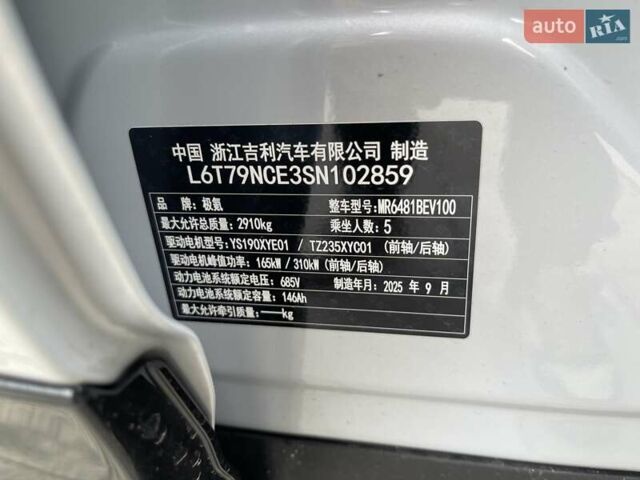 auto RIA
中国 浙江吉利汽车有限公司 制造
L6T79NCE3SN102859
品 牌：极氪 整车型号：MR6481BEV100
最大允许总质量：2910kg 乘坐人数：5
驱动电机型号：YS190XYE01 / TZ235XYC01 (前轴/后轴)
驱动电机峰值功率：165kW / 310kW (前轴/后轴)
动力电池系统额定电压：685V 制造年月：2025 年 9 月
动力电池系统额定容量：146Ah
最大允许牵引质量：——kg